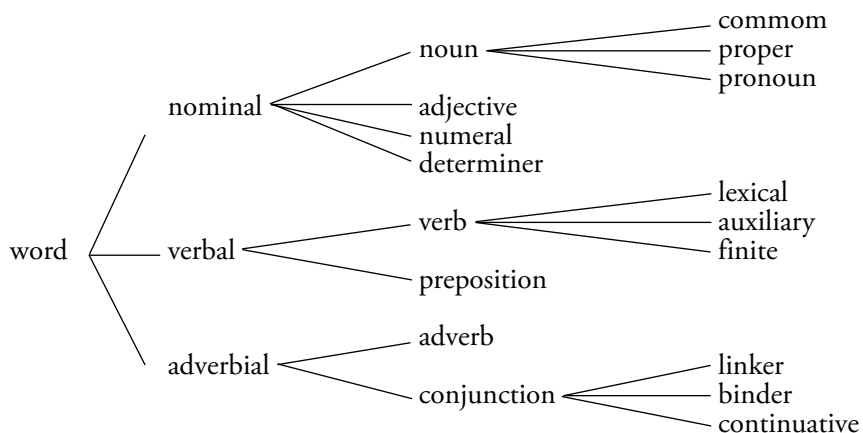 commom
noun
proper
pronoun
nominal
adjective
numeral
determiner
lexical
verb
auxiliary
word
verbal
finite
preposition
adverb
adverbial
linker
conjunction
binder
continuative